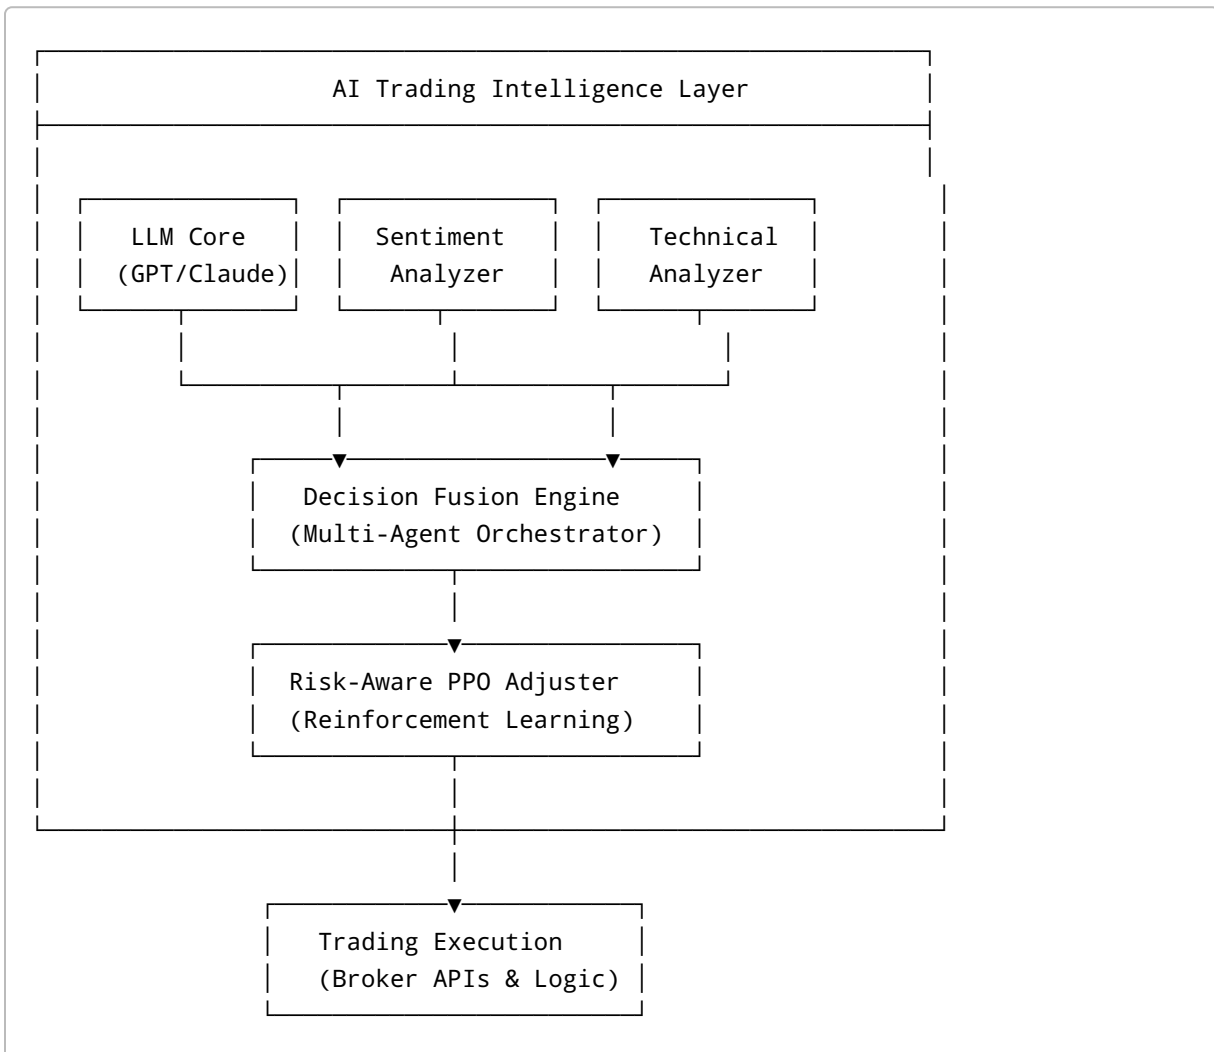 AI Trading Intelligence Layer
LLM Core Sentiment Technical
(GPT/Claude) Analyzer Analyzer
Decision Fusion Engine
(Multi-Agent Orchestrator)
Risk-Aware PPO Adjuster
(Reinforcement Learning)
Trading Execution
(Broker APIs & Logic)